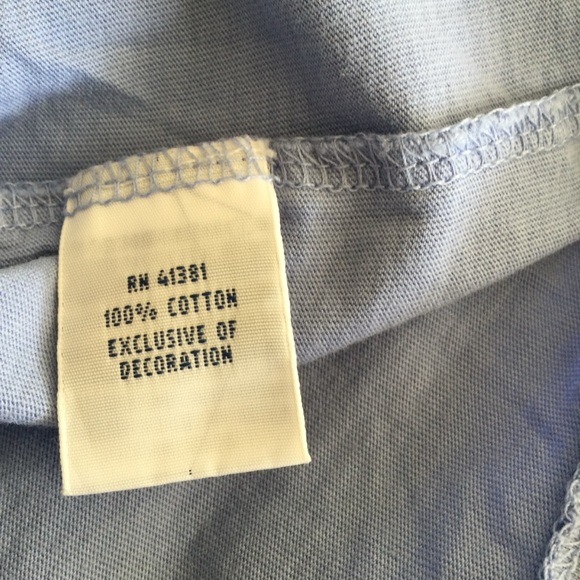 RN 41381
100% COTTON
EXCLUSIVE OF
DECORATION